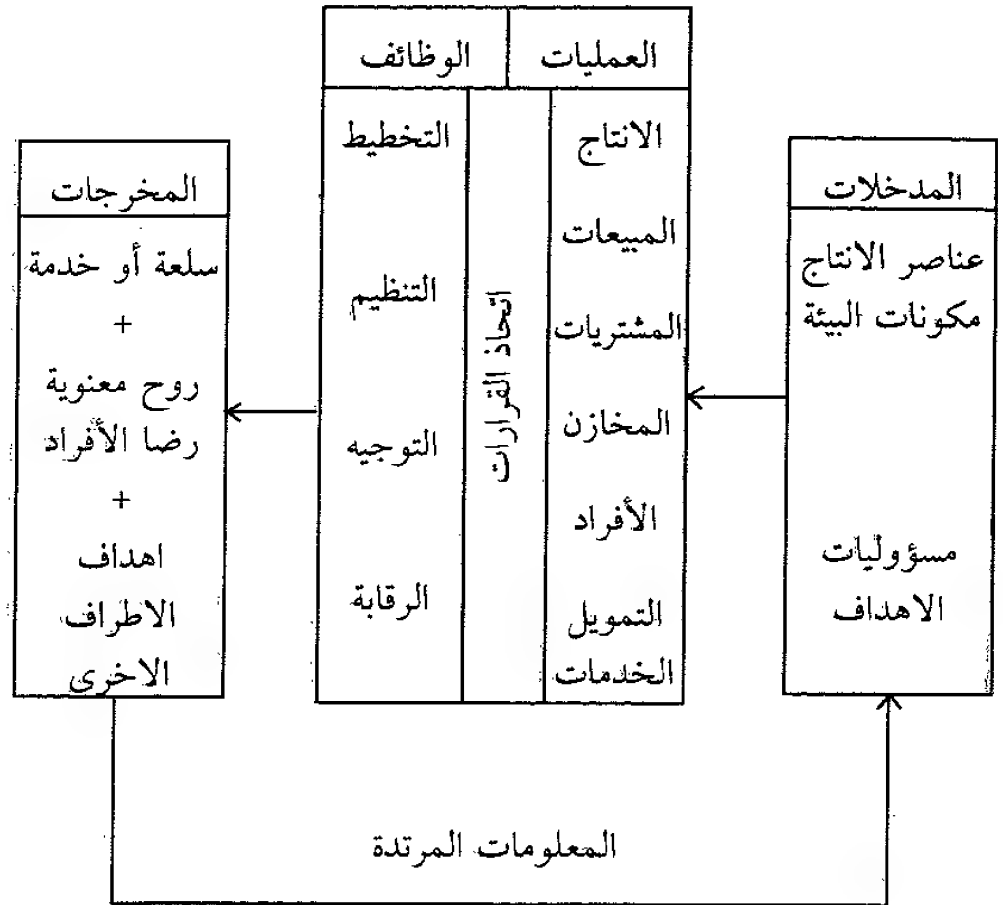 المدخلات
عناصر الانتاج
مكونات البيئة
مسؤوليات
الاهداف
العمليات
الانتاج
المبيعات
المشتريات
المخازن
الأفراد
التمويل
الخدمات
اتخاذ القرارات
الوظائف
التخطيط
التنظيم
التوجيه
الرقابة
المخرجات
سلعة أو خدمة
+
روح معنوية
رضا الأفراد
+
اهداف
الاطراف
الاخرى
المعلومات المرتدة